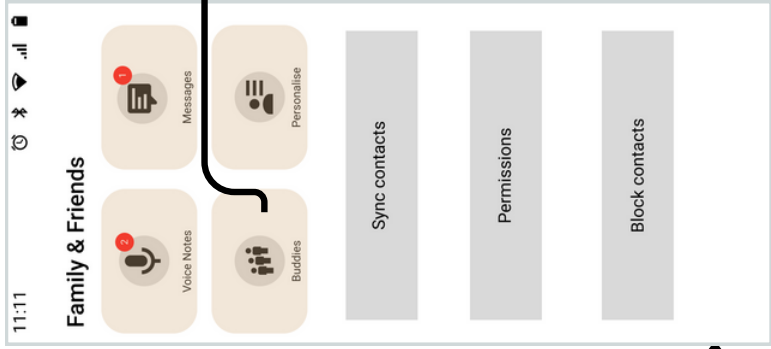 11:11
Family & Friends
2
Voice Notes
1
Messages
Buddies
Personalise
Sync contacts
Permissions
Block contacts